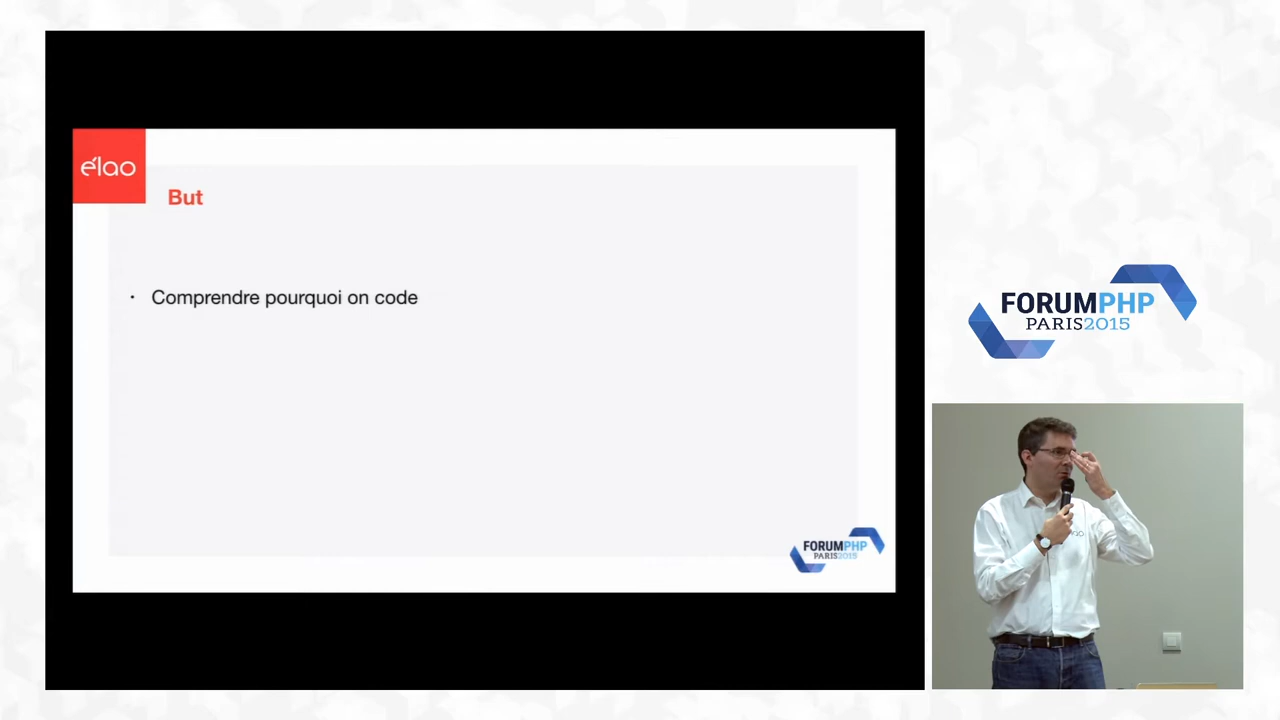 élao
But
· Comprendre pourquoi on code
FORUMPHP
PARIS2015
FORUMPHP
PARIS2015